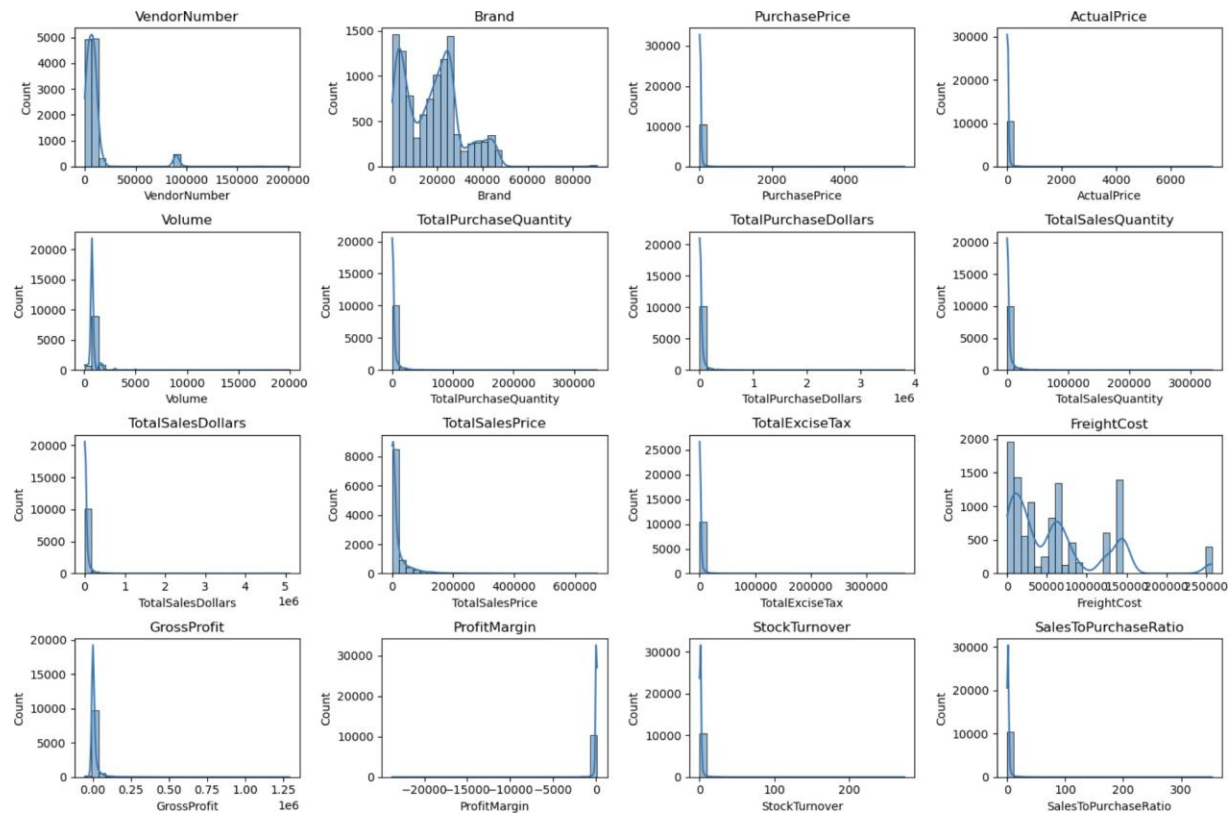 VendorNumber
5000
4000
3000
2000
1000
0
Count
0 50000 100000 150000 200000
VendorNumber
Brand
1500
1000
500
0
Count
0 20000 40000 60000 80000
Brand
PurchasePrice
30000
20000
10000
0
Count
0 2000 4000
PurchasePrice
ActualPrice
30000
20000
10000
0
Count
0 2000 4000 6000
ActualPrice
Volume
20000
15000
10000
5000
0
Count
0 5000 10000 15000 20000
Volume
TotalPurchaseQuantity
20000
15000
10000
5000
0
Count
0 100000 200000 300000
TotalPurchaseQuantity
TotalPurchaseDollars
20000
15000
10000
5000
0
Count
0 1 2 3 4
1e6
TotalPurchaseDollars
TotalSalesQuantity
20000
15000
10000
5000
0
Count
0 100000 200000 300000
TotalSalesQuantity
TotalSalesDollars
20000
15000
10000
5000
0
Count
0 1 2 3 4 5
1e6
TotalSalesDollars
TotalSalesPrice
8000
6000
4000
2000
0
Count
0 200000 400000 600000
TotalSalesPrice
TotalExciseTax
25000
20000
15000
10000
5000
0
Count
0 100000 200000 300000
TotalExciseTax
FreightCost
2000
1500
1000
500
0
Count
0 50000 100000 150000 200000 250000
FreightCost
GrossProfit
20000
15000
10000
5000
0
Count
0.00 0.25 0.50 0.75 1.00 1.25
1e6
GrossProfit
ProfitMargin
30000
20000
10000
0
Count
−20000 −15000 −10000 −5000 0
ProfitMargin
StockTurnover
30000
20000
10000
0
Count
0 100 200
StockTurnover
SalesToPurchaseRatio
30000
20000
10000
0
Count
0 100 200 300
SalesToPurchaseRatio